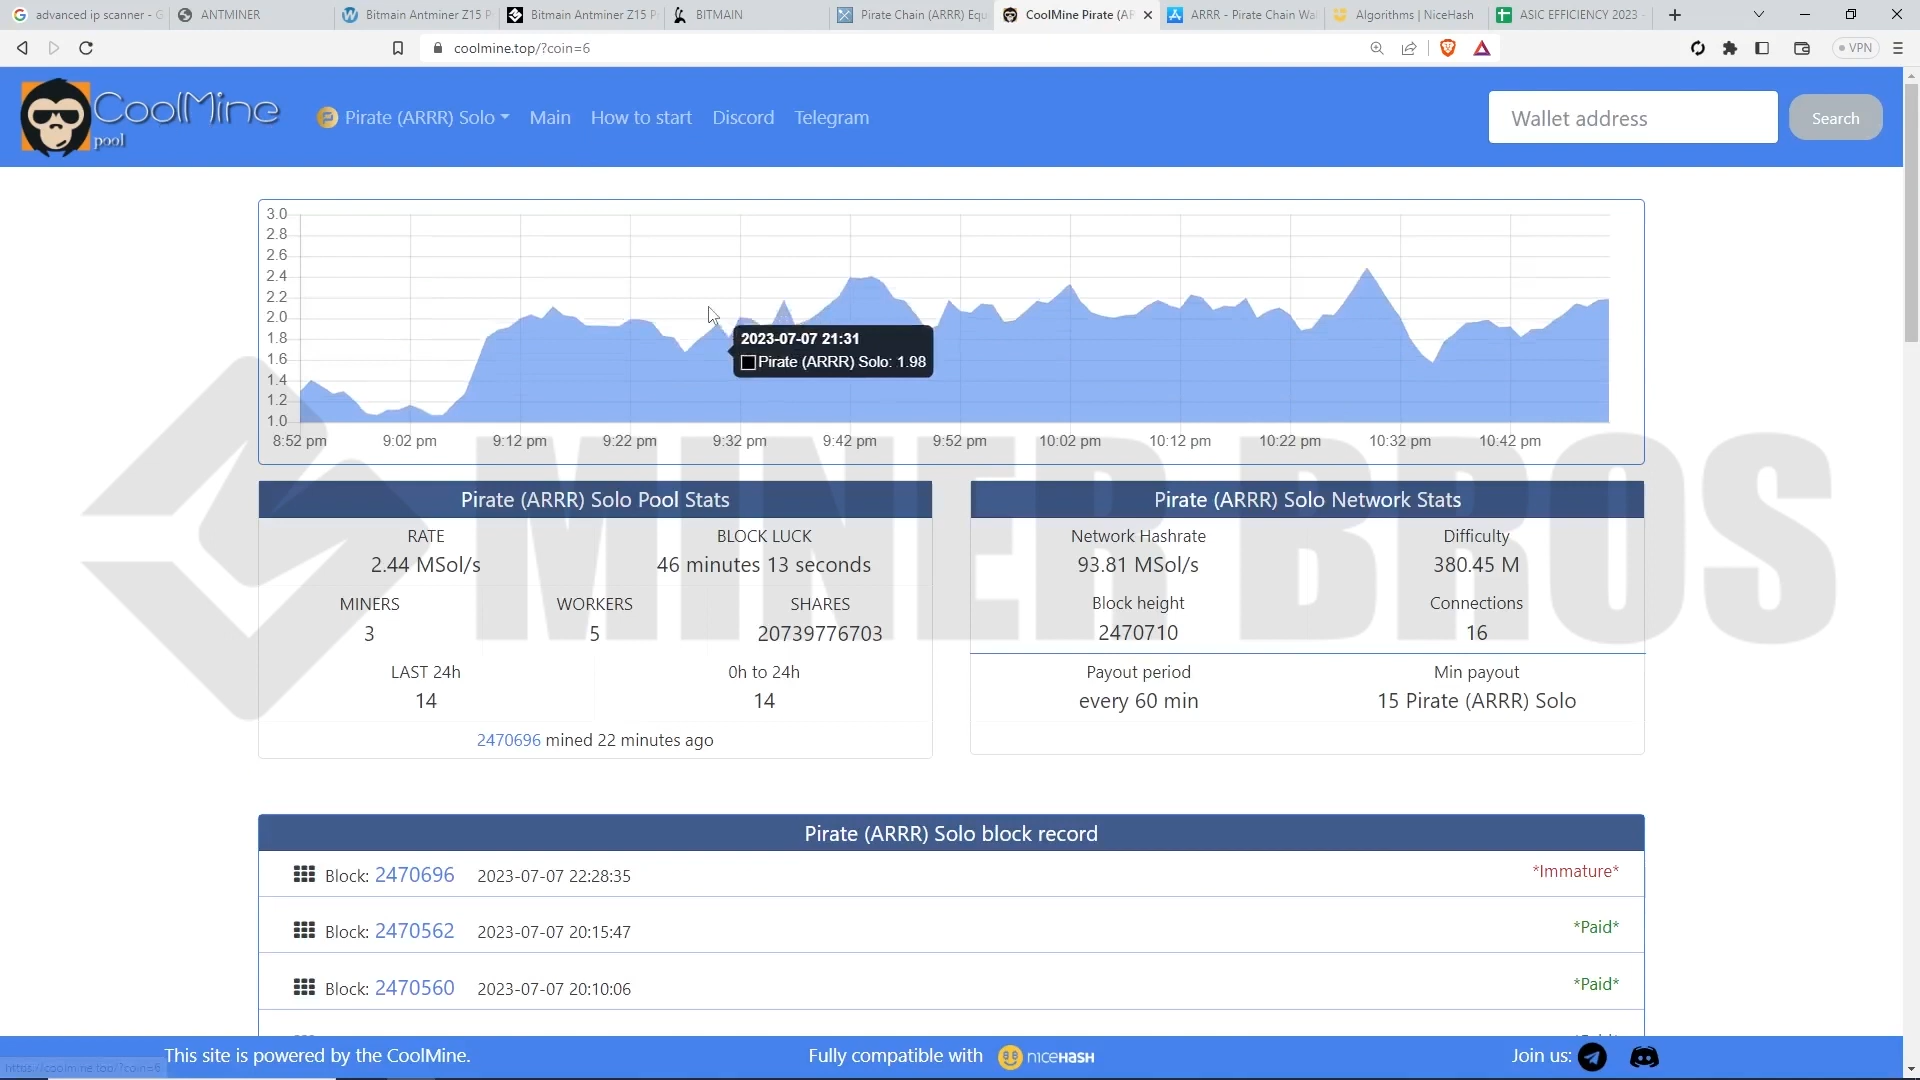 advanced ip scanner - G
ANTMINER
Bitmain Antminer Z15 P
Bitmain Antminer Z15 P
BITMAIN
Pirate Chain (ARRR) Equ
CoolMine Pirate (AR
ARRR - Pirate Chain Wa
Algorithms | NiceHash
ASIC EFFICIENCY 2023 -
coolmine.top/?coin=6
VPN
CoolMine
pool
Pirate (ARRR) Solo
Main
How to start
Discord
Telegram
Wallet address
Search
3.0
2.8
2.6
2.4
2.2
2.0
1.8
1.6
1.4
1.2
1.0
2023-07-07 21:31
Pirate (ARRR) Solo: 1.98
8:52 pm 9:02 pm 9:12 pm 9:22 pm 9:32 pm 9:42 pm 9:52 pm 10:02 pm 10:12 pm 10:22 pm 10:32 pm 10:42 pm
MINER BROS
Pirate (ARRR) Solo Pool Stats
RATE BLOCK LUCK
2.44 MSol/s 46 minutes 13 seconds
MINERS WORKERS SHARES
3 5 20739776703
LAST 24h 0h to 24h
14 14
2470696 mined 22 minutes ago
Pirate (ARRR) Solo Network Stats
Network Hashrate Difficulty
93.81 MSol/s 380.45 M
Block height Connections
2470710 16
Payout period Min payout
every 60 min 15 Pirate (ARRR) Solo
Pirate (ARRR) Solo block record
Block: 2470696 2023-07-07 22:28:35 *Immature*
Block: 2470562 2023-07-07 20:15:47 *Paid*
Block: 2470560 2023-07-07 20:10:06 *Paid*
This site is powered by the CoolMine.
Fully compatible with nicehash
Join us:
https://coolmine.top/?coin=6